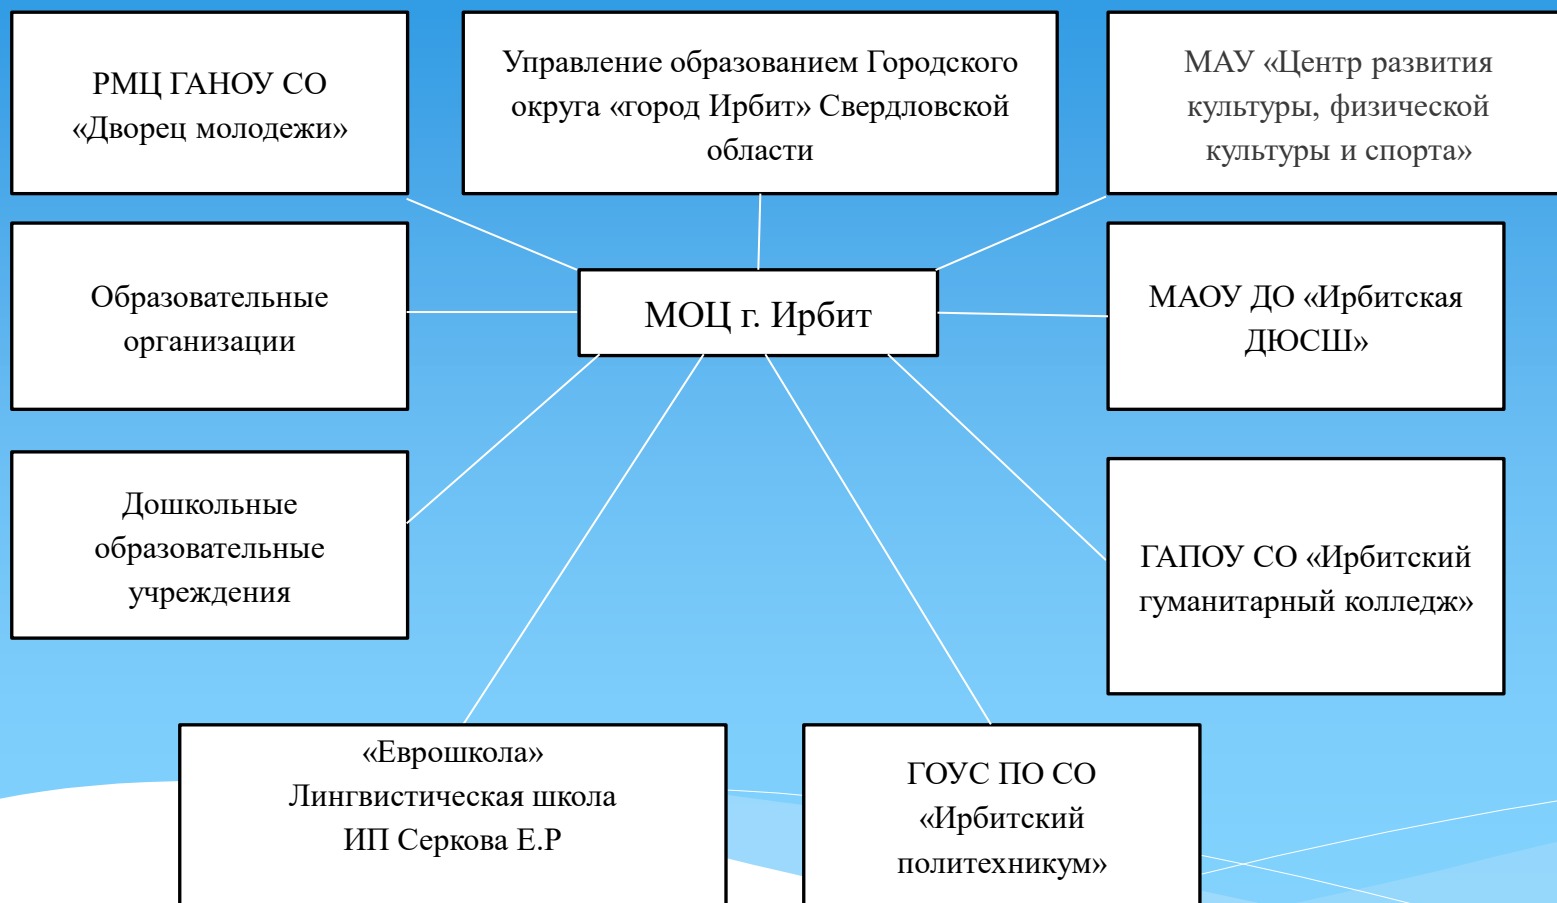 РМЦ ГАНОУ СО
«Дворец молодежи»
Управление образованием Городского
округа «город Ирбит» Свердловской
области
МАУ «Центр развития
культуры, физической
культуры и спорта»
Образовательные
организации
МОЦ г. Ирбит
МАОУ ДО «Ирбитская
ДЮСШ»
Дошкольные
образовательные
учреждения
ГАПОУ СО «Ирбитский
гуманитарный колледж»
«Еврошкола»
Лингвистическая школа
ИП Серкова Е.Р
ГОУС ПО СО
«Ирбитский
политехникум»